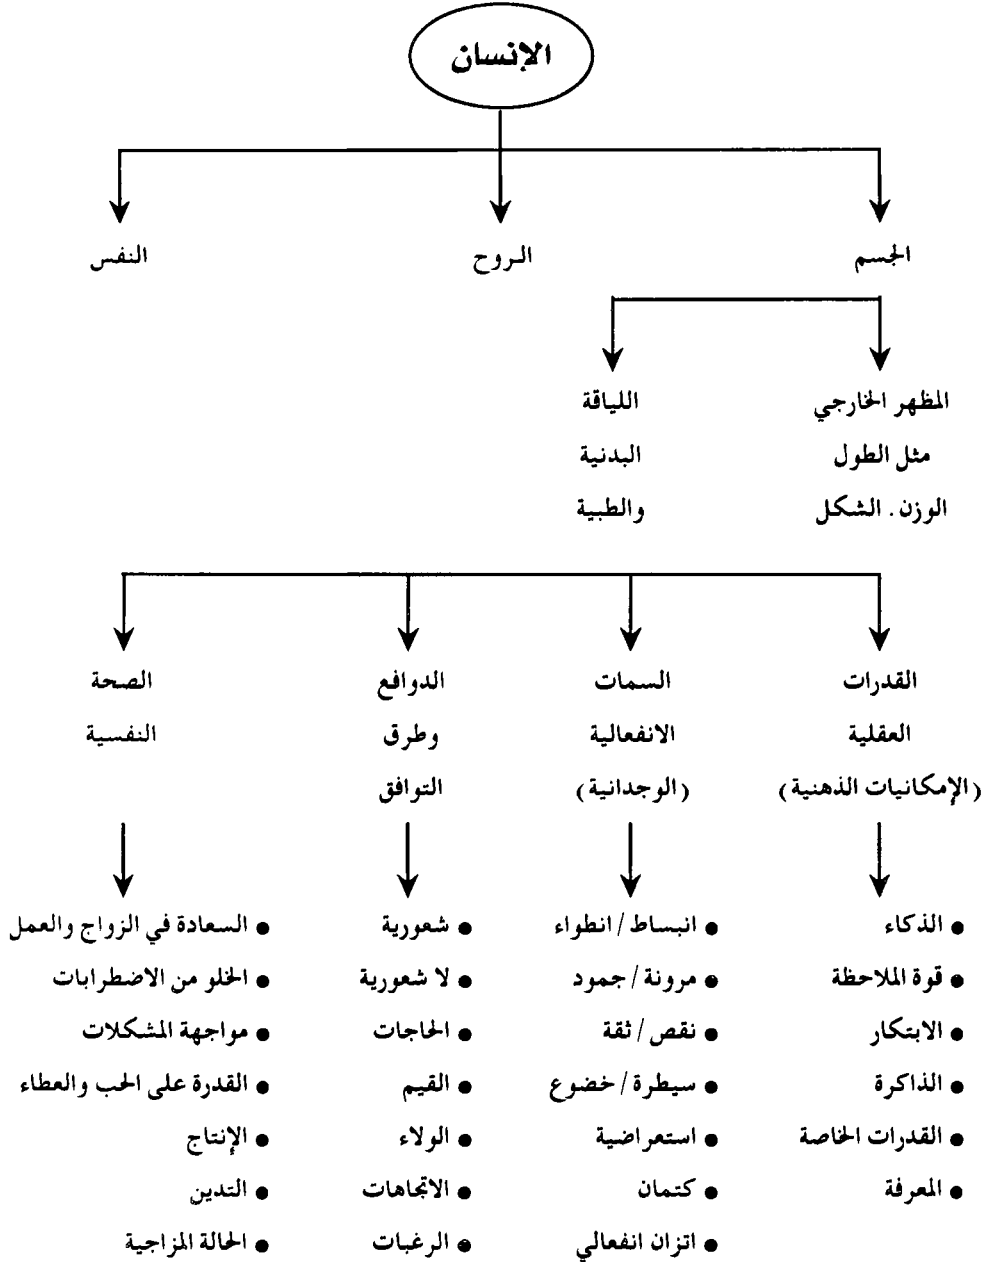 الإنسان
الجسم
الـروح
النفس
المظهر الخارجي
مثل الطول
الوزن . الشكل
اللياقة
البدنية
والطبية
القدرات
العقلية
(الإمكانيات الذهنية)
السمات
الانفعالية
(الوجدانية)
الدوافع
وطرق
التوافق
الصحة
النفسية
● الذكاء
● قوة الملاحظة
● الابتكار
● الذاكرة
● القدرات الخاصة
● المعرفة
● انبساط / انطواء
● مرونة / جمود
● نقص / ثقة
● سيطرة / خضوع
● استعراضية
● كتمان
● اتزان انفعالي
● شعورية
● لا شعورية
● الحاجات
● القيم
● الولاء
● الاتجاهات
● الرغبات
● السعادة في الزواج والعمل
● الخلو من الاضطرابات
● مواجهة المشكلات
● القدرة على الحب والعطاء
● الإنتاج
● التدين
● الحالة المزاجية